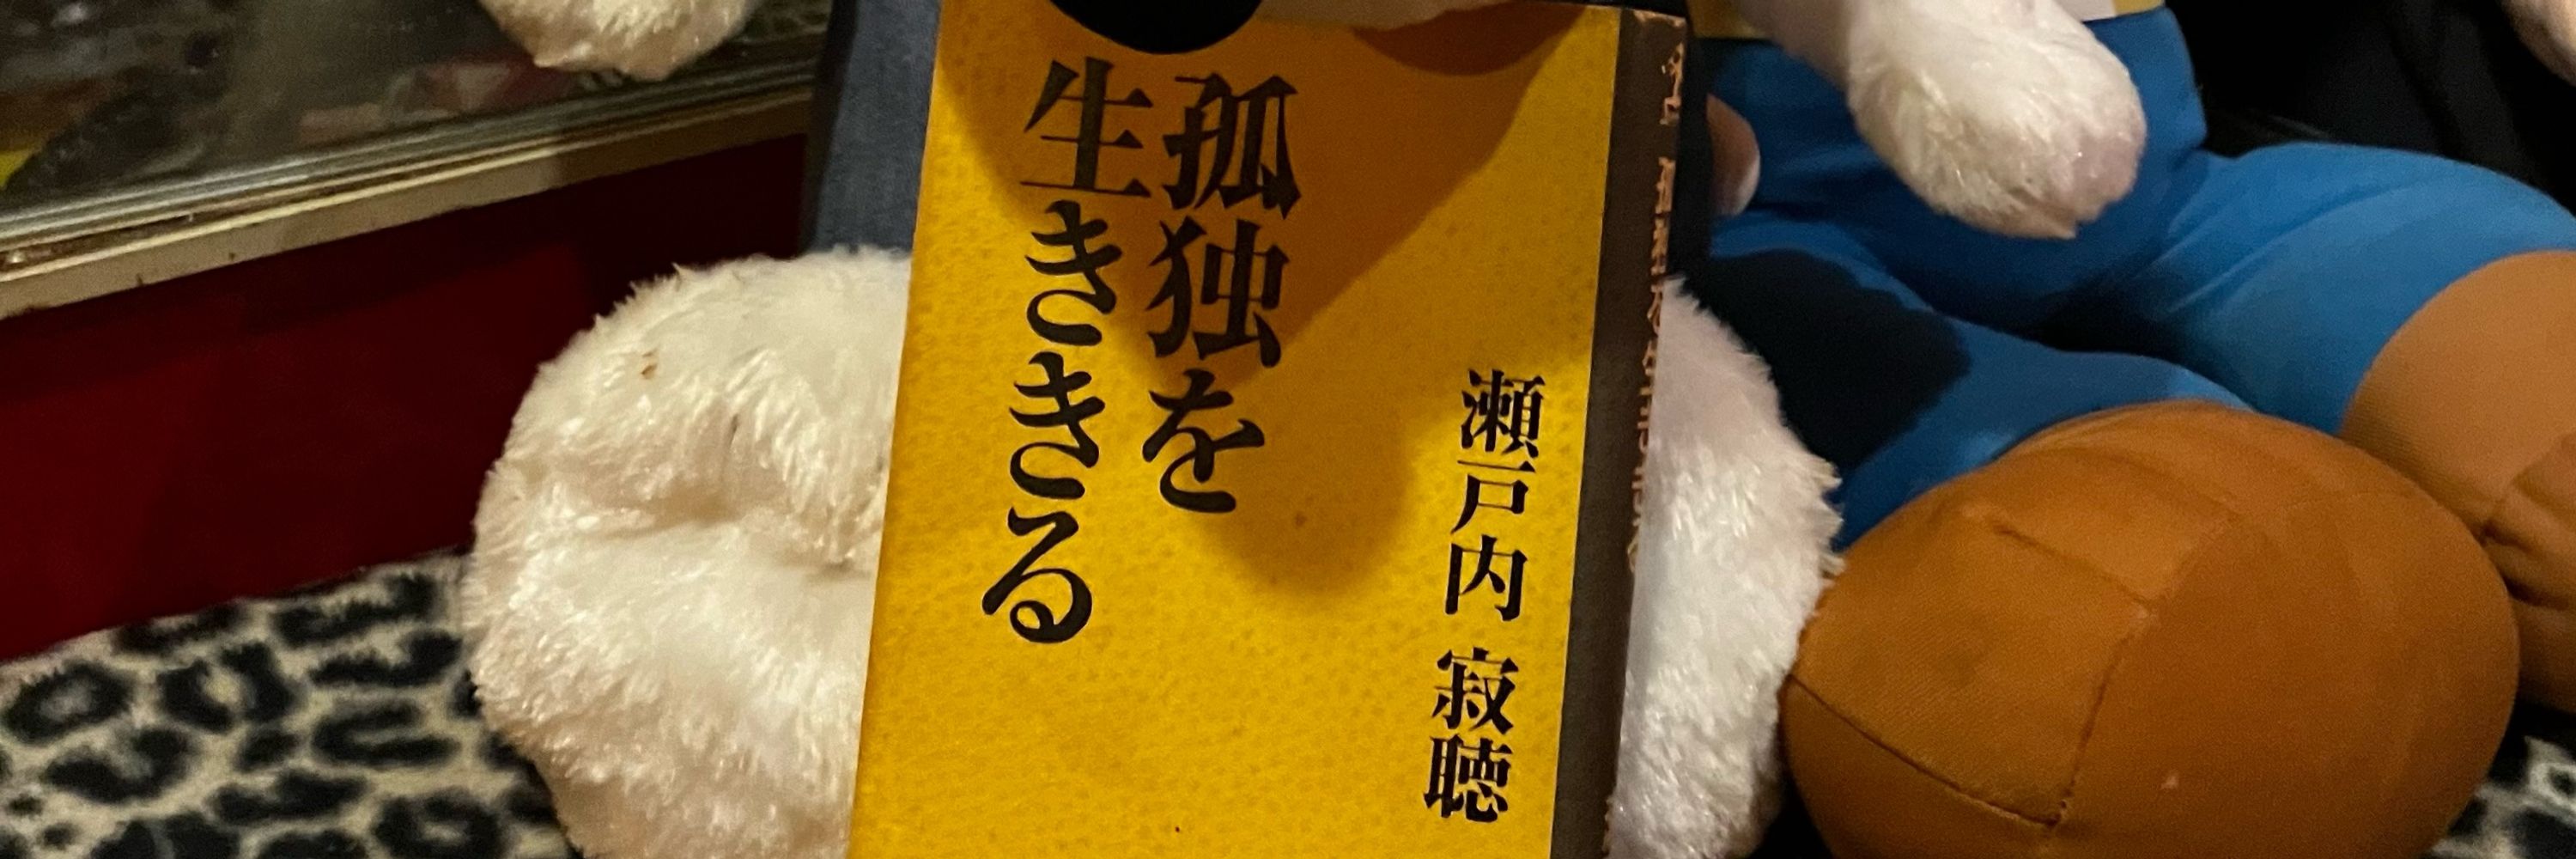 孤独を
生ききる
瀬戸内 寂聴